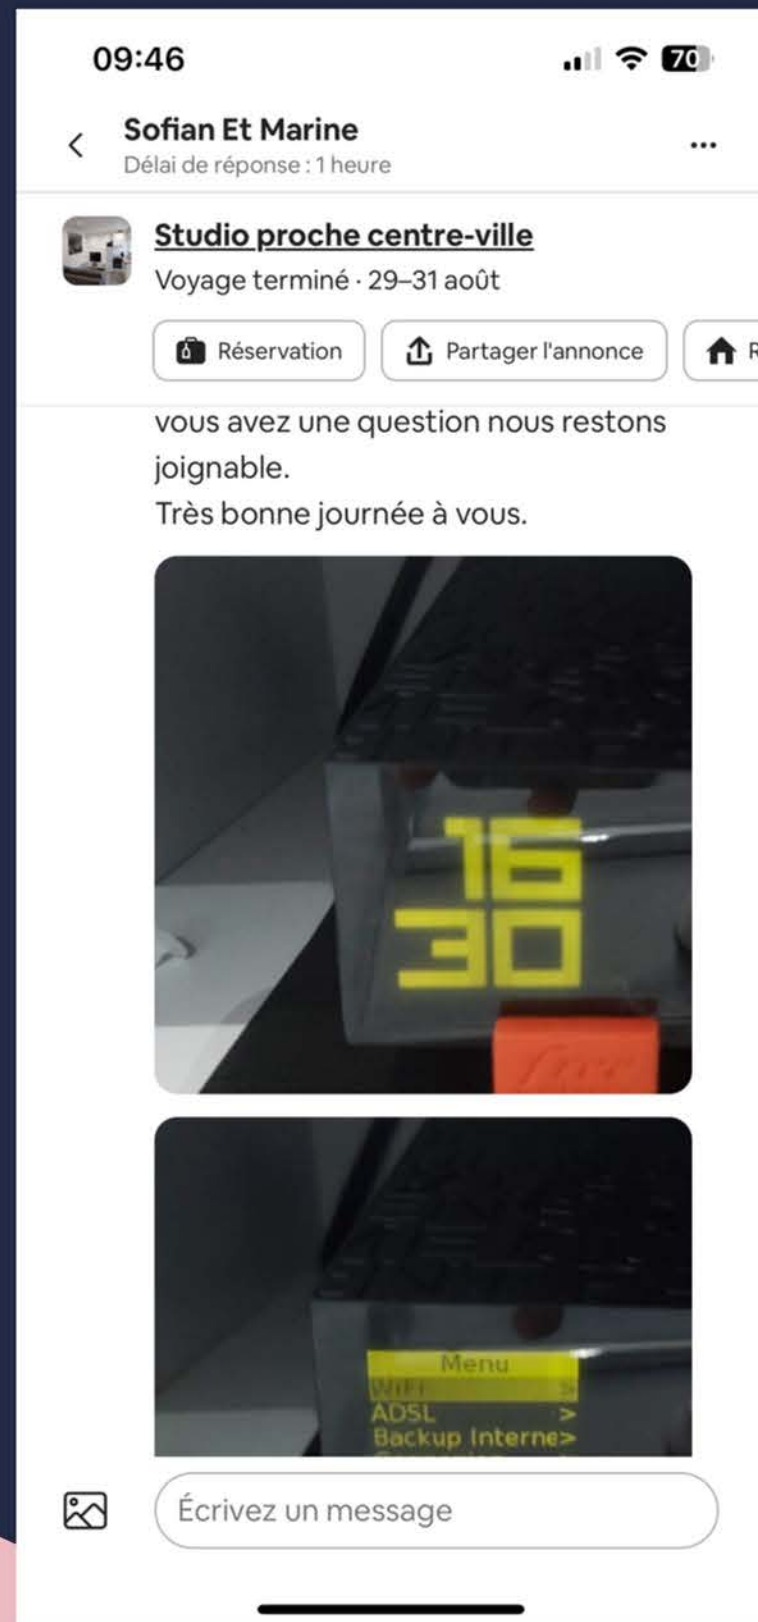 09:46
70
Sofian Et Marine
Délai de réponse : 1 heure
Studio proche centre-ville
Voyage terminé · 29–31 août
Réservation
Partager l'annonce
R
vous avez une question nous restons
joignable.
Très bonne journée à vous.
16
30
free
Menu
WiFi >
ADSL >
Backup Interne>
Écrivez un message